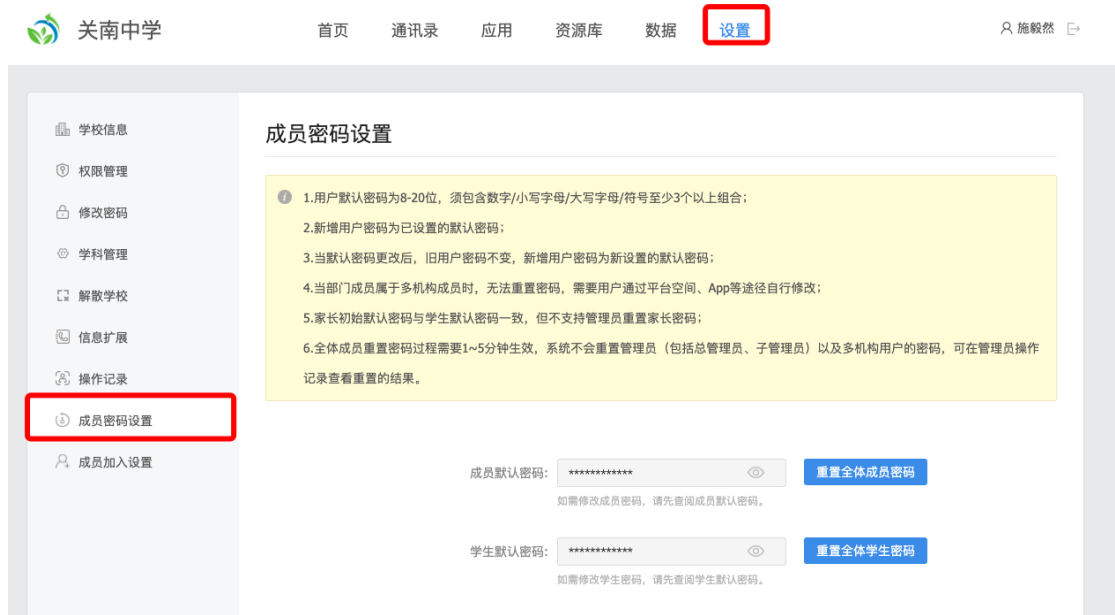 关南中学 首页 通讯录 应用 资源库 数据 设置 施毅然
学校信息
权限管理
修改密码
学科管理
解散学校
信息扩展
操作记录
成员密码设置
成员加入设置
成员密码设置
1.用户默认密码为8-20位，须包含数字/小写字母/大写字母/符号至少3个以上组合；
2.新增用户密码为已设置的默认密码；
3.当默认密码更改后，旧用户密码不变，新增用户密码为新设置的默认密码；
4.当部门成员属于多机构成员时，无法重置密码，需要用户通过平台空间、App等途径自行修改；
5.家长初始默认密码与学生默认密码一致，但不支持管理员重置家长密码；
6.全体成员重置密码过程需要1~5分钟生效，系统不会重置管理员（包括总管理员、子管理员）以及多机构用户的密码，可在管理员操作
记录查看重置的结果。
成员默认密码: ************ 重置全体成员密码
如需修改成员密码，请先查阅成员默认密码。
学生默认密码: ************ 重置全体学生密码
如需修改学生密码，请先查阅学生默认密码。